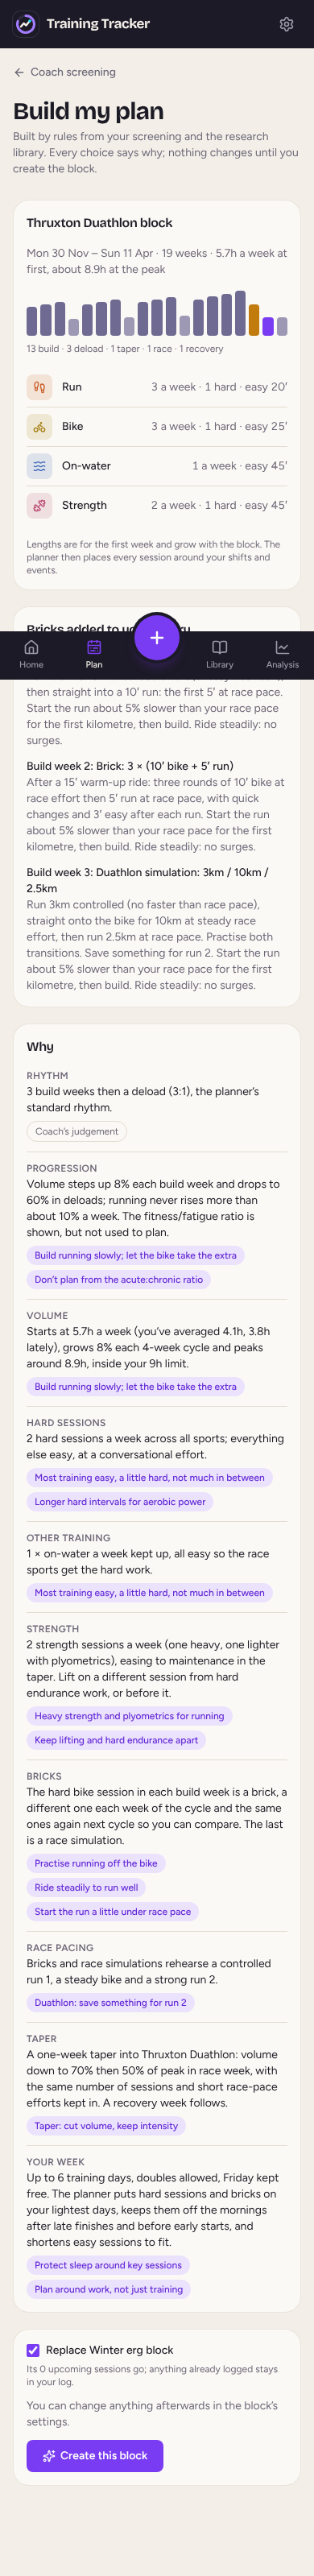 Training Tracker
Coach screening
Build my plan
Built by rules from your screening and the research
library. Every choice says why; nothing changes until you
create the block.
Thruxton Duathlon block
Mon 30 Nov – Sun 11 Apr · 19 weeks · 5.7h a week at
first, about 8.9h at the peak
13 build · 3 deload · 1 taper · 1 race · 1 recovery
Run 3 a week · 1 hard · easy 20′
Bike 3 a week · 1 hard · easy 25′
On-water 1 a week · easy 45′
Strength 2 a week · 1 hard · easy 45′
Lengths are for the first week and grow with the block. The
planner then places every session around your shifts and
events.
Bricks added to
Home
Plan
Library
Analysis
then straight into a 10′ run: the first 5′ at race pace.
Start the run about 5% slower than your race pace
for the first kilometre, then build. Ride steadily: no
surges.
Build week 2: Brick: 3 × (10′ bike + 5′ run)
After a 15′ warm-up ride: three rounds of 10′ bike at
race effort then 5′ run at race pace, with quick
changes and 3′ easy after each run. Start the run
about 5% slower than your race pace for the first
kilometre, then build. Ride steadily: no surges.
Build week 3: Duathlon simulation: 3km / 10km /
2.5km
Run 3km controlled (no faster than race pace),
straight onto the bike for 10km at steady race
effort, then run 2.5km at race pace. Practise both
transitions. Save something for run 2. Start the run
about 5% slower than your race pace for the first
kilometre, then build. Ride steadily: no surges.
Why
RHYTHM
3 build weeks then a deload (3:1), the planner’s
standard rhythm.
Coach’s judgement
PROGRESSION
Volume steps up 8% each build week and drops to
60% in deloads; running never rises more than
about 10% a week. The fitness/fatigue ratio is
shown, but not used to plan.
Build running slowly; let the bike take the extra
Don’t plan from the acute:chronic ratio
VOLUME
Starts at 5.7h a week (you’ve averaged 4.1h, 3.8h
lately), grows 8% each 4-week cycle and peaks
around 8.9h, inside your 9h limit.
Build running slowly; let the bike take the extra
HARD SESSIONS
2 hard sessions a week across all sports; everything
else easy, at a conversational effort.
Most training easy, a little hard, not much in between
Longer hard intervals for aerobic power
OTHER TRAINING
1 × on-water a week kept up, all easy so the race
sports get the hard work.
Most training easy, a little hard, not much in between
STRENGTH
2 strength sessions a week (one heavy, one lighter
with plyometrics), easing to maintenance in the
taper. Lift on a different session from hard
endurance work, or before it.
Heavy strength and plyometrics for running
Keep lifting and hard endurance apart
BRICKS
The hard bike session in each build week is a brick, a
different one each week of the cycle and the same
ones again next cycle so you can compare. The last
is a race simulation.
Practise running off the bike
Ride steadily to run well
Start the run a little under race pace
RACE PACING
Bricks and race simulations rehearse a controlled
run 1, a steady bike and a strong run 2.
Duathlon: save something for run 2
TAPER
A one-week taper into Thruxton Duathlon: volume
down to 70% then 50% of peak in race week, with
the same number of sessions and short race-pace
efforts kept in. A recovery week follows.
Taper: cut volume, keep intensity
YOUR WEEK
Up to 6 training days, doubles allowed, Friday kept
free. The planner puts hard sessions and bricks on
your lightest days, keeps them off the mornings
after late finishes and before early starts, and
shortens easy sessions to fit.
Protect sleep around key sessions
Plan around work, not just training
Replace Winter erg block
Its 0 upcoming sessions go; anything already logged stays
in your log.
You can change anything afterwards in the block’s
settings.
Create this block